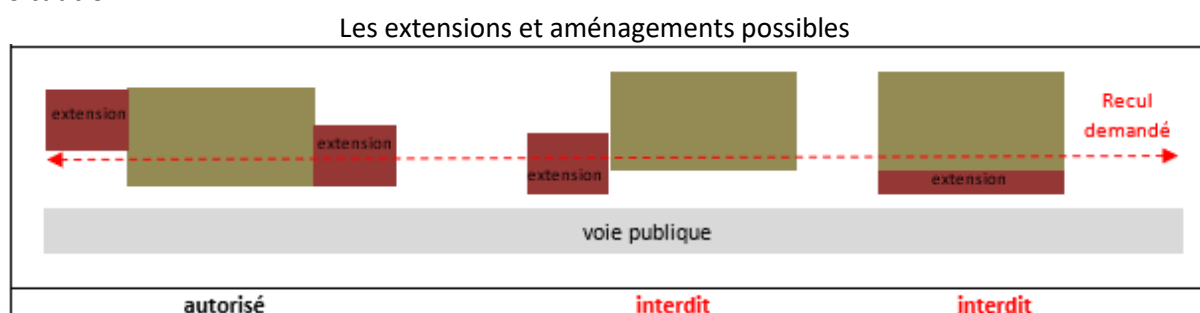 Les extensions et aménagements possibles
extension
extension
extension
extension
Recul
demandé
voie publique
autorisé
interdit
interdit